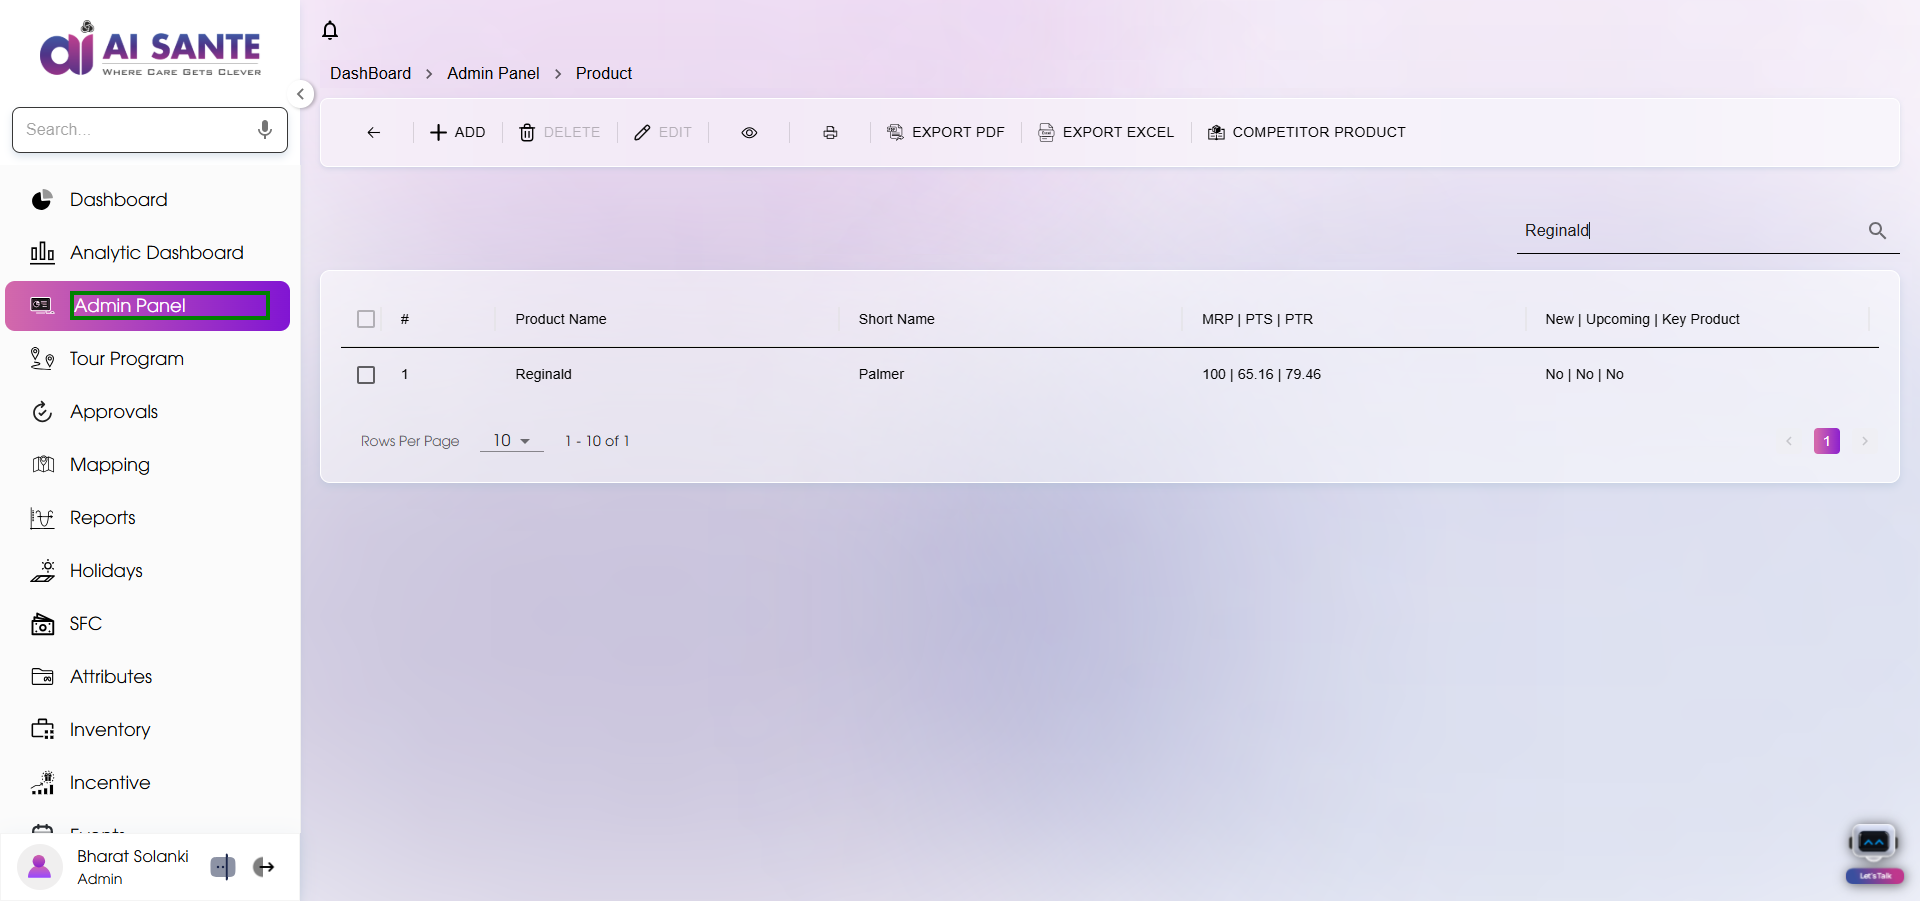 AI SANTE
WHERE CARE GETS CLEVER
Search...
Dashboard
Analytic Dashboard
Admin Panel
Tour Program
Approvals
Mapping
Reports
Holidays
SFC
Attributes
Inventory
Incentive
Events
Bharat Solanki
Admin
DashBoard > Admin Panel > Product
ADD DELETE EDIT EXPORT PDF EXPORT EXCEL COMPETITOR PRODUCT
Reginald
# Product Name Short Name MRP | PTS | PTR New | Upcoming | Key Product
1 Reginald Palmer 100 | 65.16 | 79.46 No | No | No
Rows Per Page 10 1 - 10 of 1 1
Let's Talk